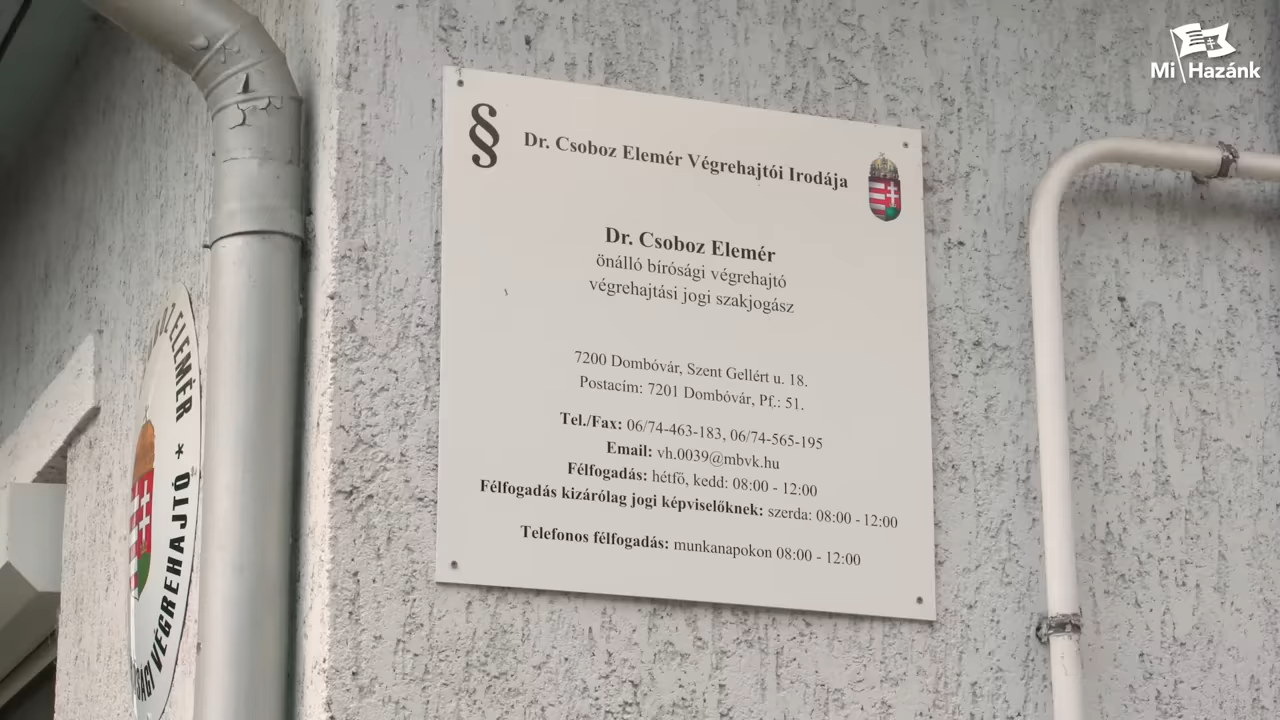 Mi Hazánk
§
Dr. Csoboz Elemér Végrehajtói Irodája
Dr. Csoboz Elemér
önálló bírósági végrehajtó
végrehajtási jogi szakjogász
7200 Dombóvár, Szent Gellért u. 18.
Postacím: 7201 Dombóvár, Pf.: 51.
Tel./Fax: 06/74-463-183, 06/74-565-195
Email: vh.0039@mbvk.hu
Félfogadás: hétfő, kedd: 08:00 - 12:00
Félfogadás kizárólag jogi képviselőknek: szerda: 08:00 - 12:00
Telefonos félfogadás: munkanapokon 08:00 - 12:00
ELEMÉR * VÉGREHAJTÓ